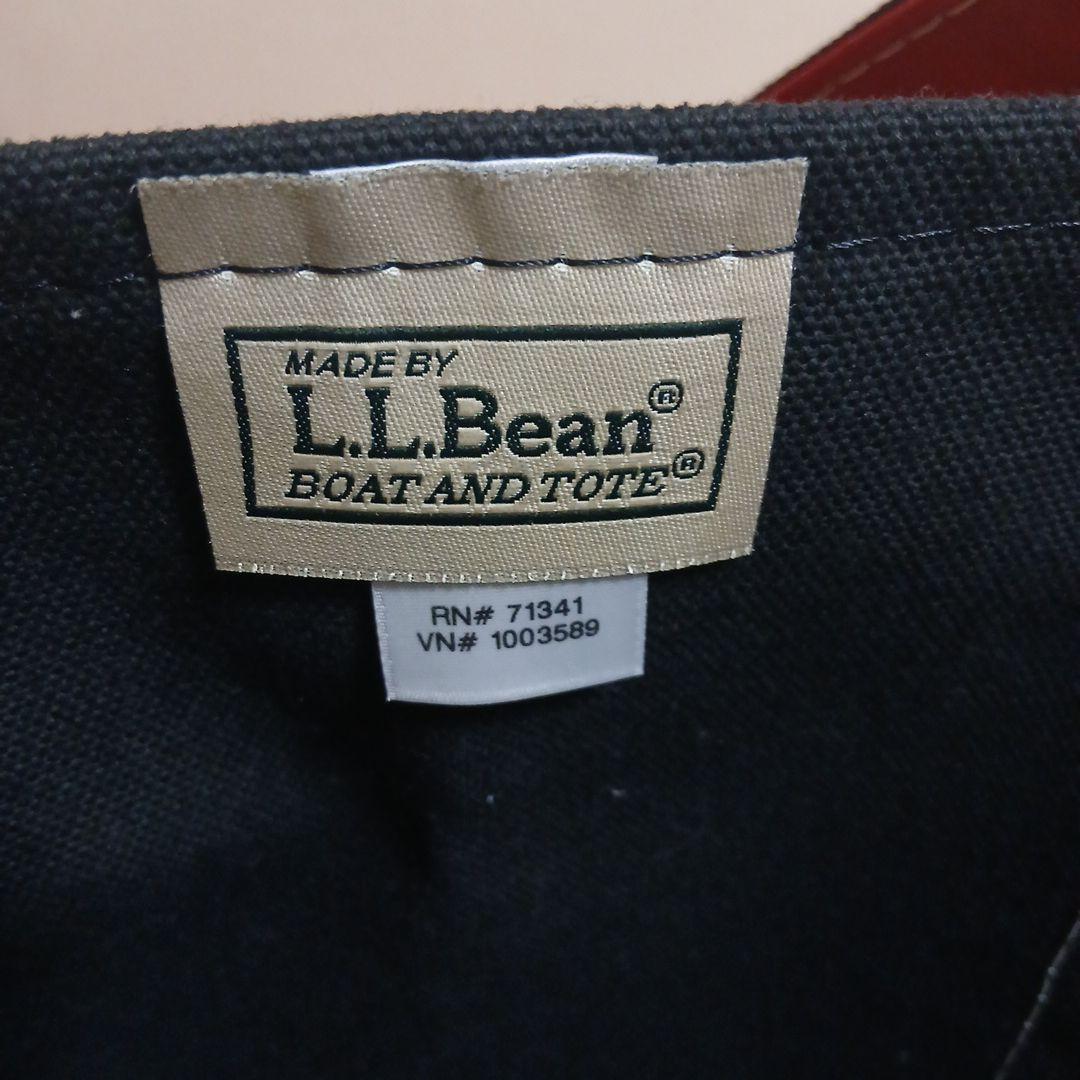 MADE BY
L.L.Bean®
BOAT AND TOTE®
RN# 71341
VN# 1003589